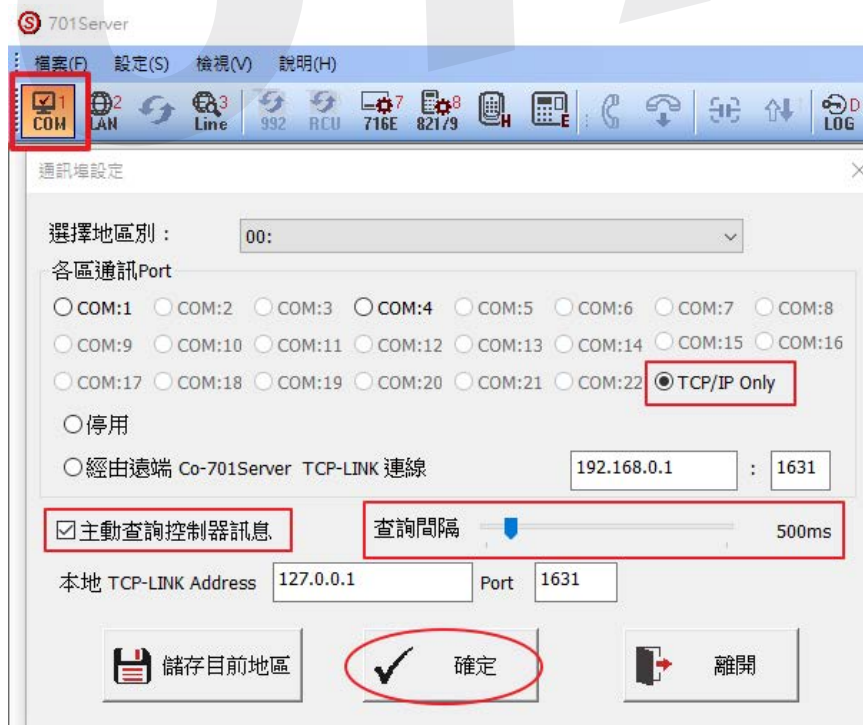 701Server
檔案(F) 設定(S) 檢視(V) 說明(H)
1 COM 2 LAN 3 Line 992 RCU 7 716E 8 821/9 H E D LOG
通訊埠設定
選擇地區別: 00:
各區通訊Port
COM:1 COM:2 COM:3 COM:4 COM:5 COM:6 COM:7 COM:8
COM:9 COM:10 COM:11 COM:12 COM:13 COM:14 COM:15 COM:16
COM:17 COM:18 COM:19 COM:20 COM:21 COM:22 TCP/IP Only
停用
經由遠端 Co-701Server TCP-LINK 連線 192.168.0.1 : 1631
主動查詢控制器訊息 查詢間隔 500ms
本地 TCP-LINK Address 127.0.0.1 Port 1631
儲存目前地區 確定 離開